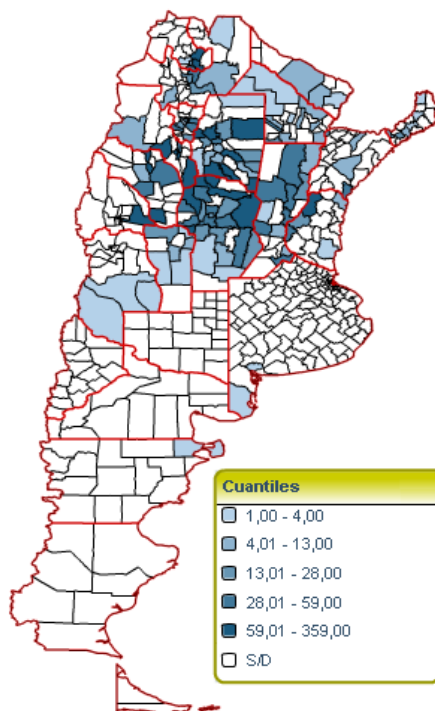 Cuantiles
1,00 - 4,00
4,01 - 13,00
13,01 - 28,00
28,01 - 59,00
59,01 - 359,00
S/D